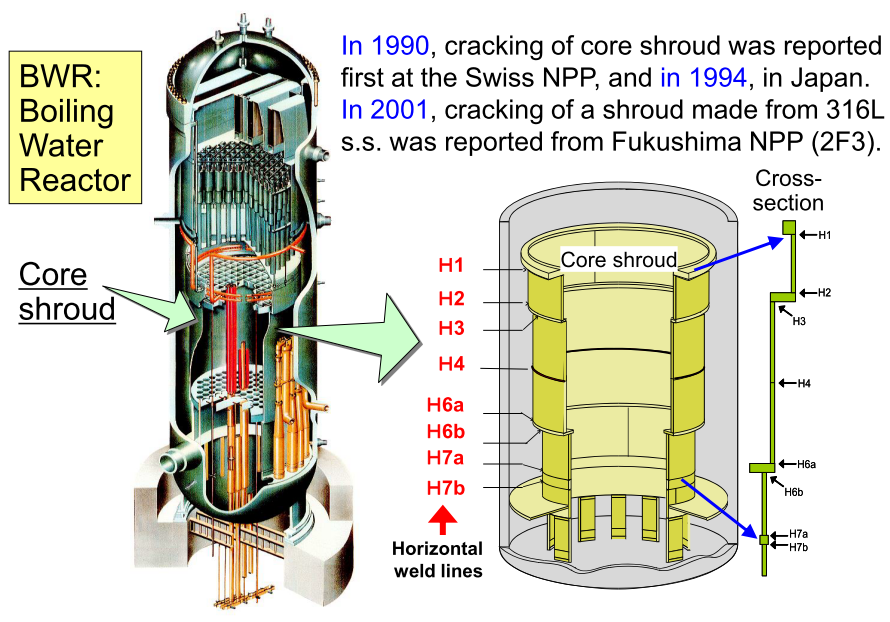 BWR:
Boiling
Water
Reactor
In 1990, cracking of core shroud was reported
first at the Swiss NPP, and in 1994, in Japan.
In 2001, cracking of a shroud made from 316L
s.s. was reported from Fukushima NPP (2F3).
Core
shroud
H1
H2
H3
H4
H6a
H6b
H7a
H7b
Horizontal
weld lines
Core shroud
Cross-
section
H1
H2
H3
H4
H6a
H6b
H7a
H7b